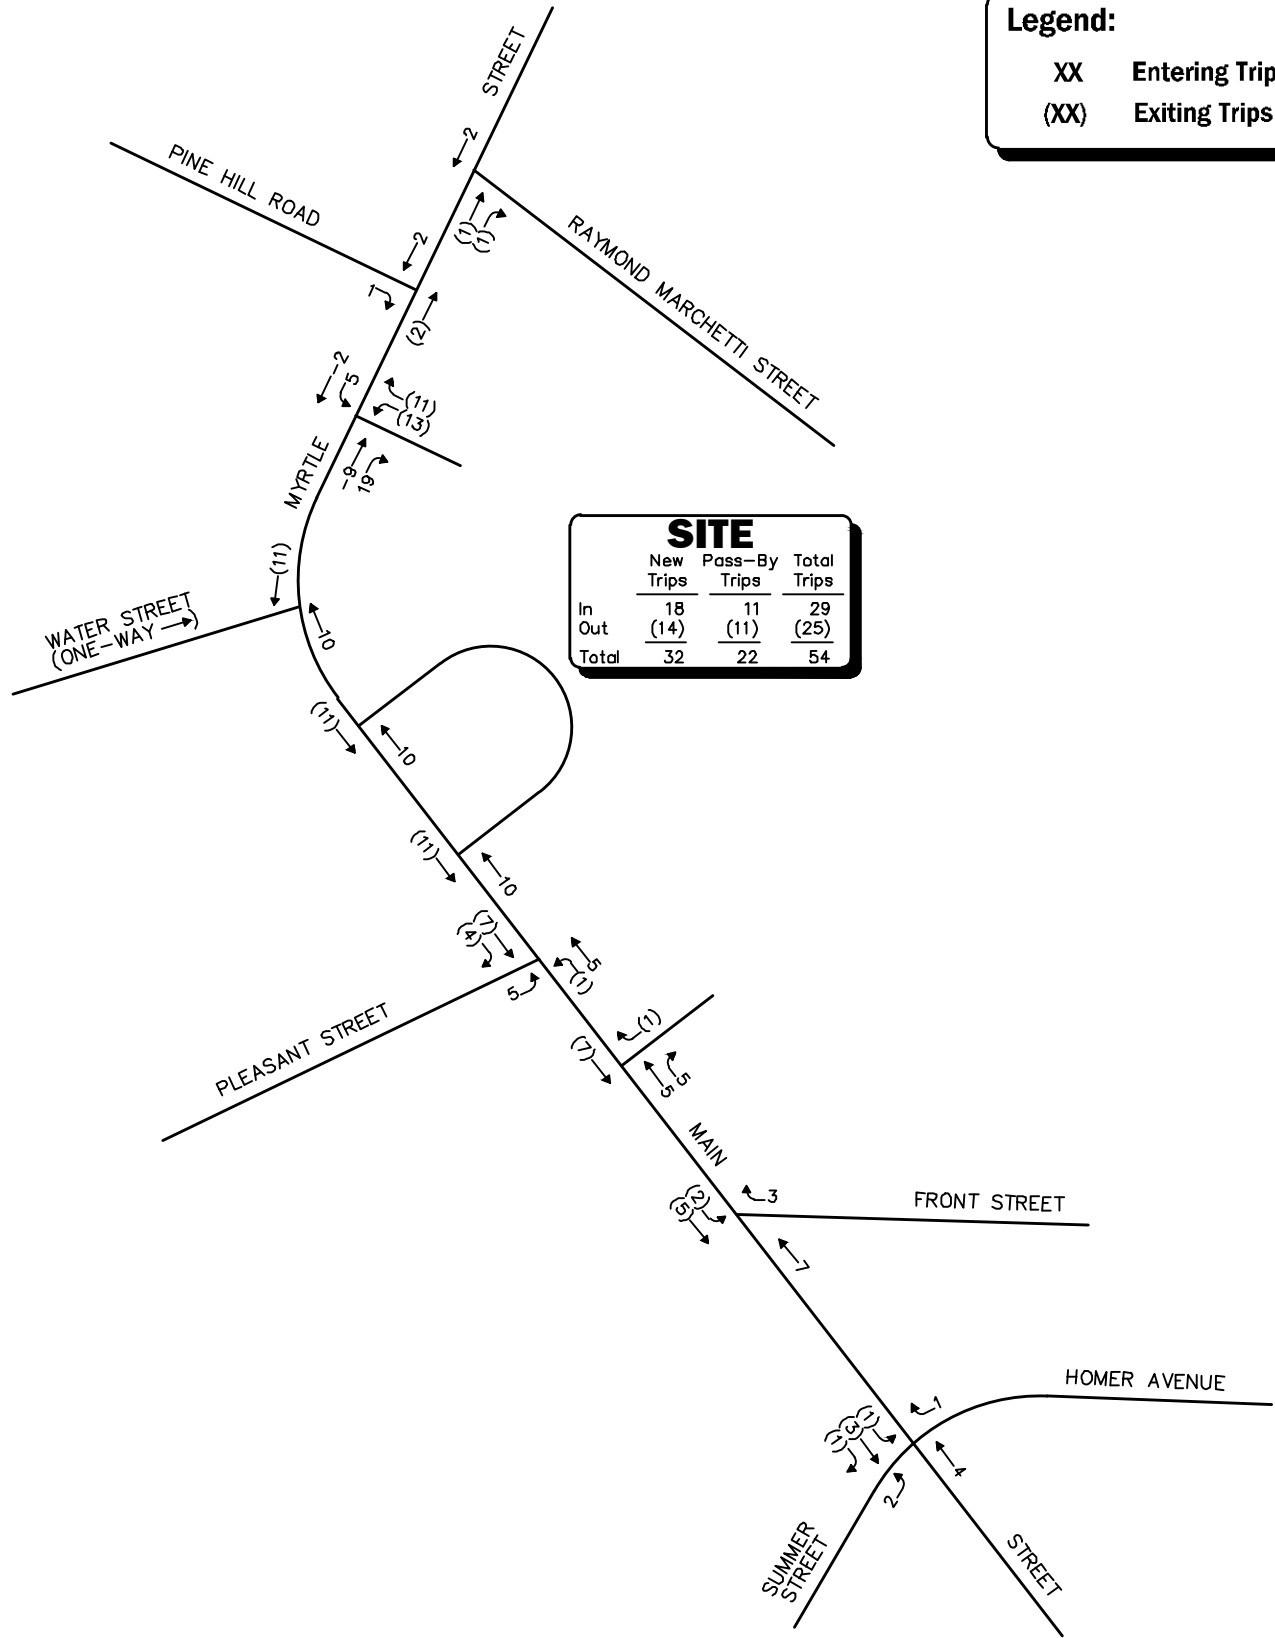 Legend:
XX Entering Trip
(XX) Exiting Trips
STREET
2
PINE HILL ROAD
RAYMOND MARCHETTI STREET
(1)
(1)
2
1
(2)
-2
5
(11)
(13)
MYRTLE
-9
19
(11)
WATER STREET
(ONE-WAY →)
10
SITE
New Pass-By Total
Trips Trips Trips
In 18 11 29
Out (14) (11) (25)
Total 32 22 54
(11)
10
(11)
10
(7)
(4)
5
(1)
5
PLEASANT STREET
(1)
(7)
5
5
MAIN
3
FRONT STREET
(2)
(5)
7
HOMER AVENUE
1
(1)
(3)
(1)
4
2
SUMMER
STREET
STREET